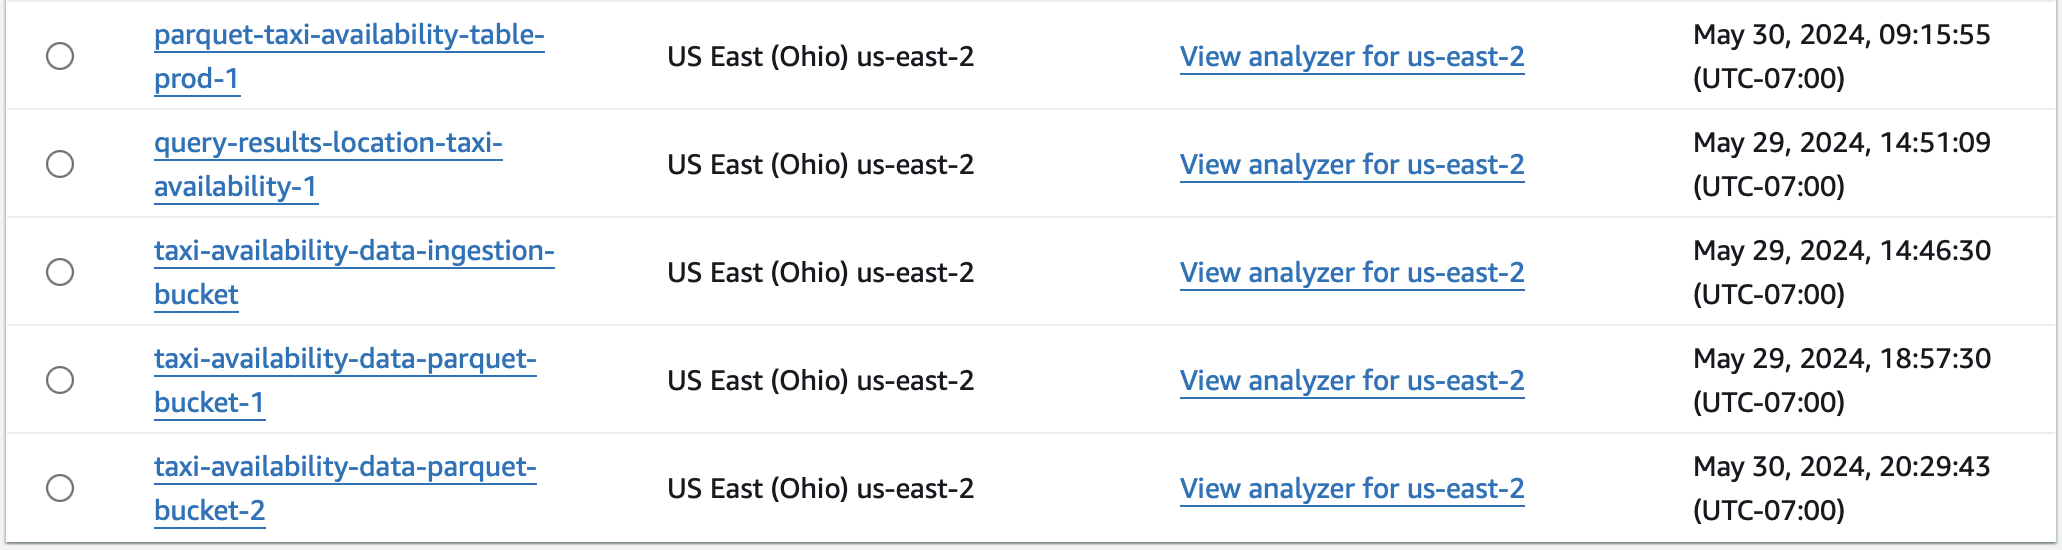 parquet-taxi-availability-table-
prod-1
US East (Ohio) us-east-2
View analyzer for us-east-2
May 30, 2024, 09:15:55
(UTC-07:00)
query-results-location-taxi-
availability-1
US East (Ohio) us-east-2
View analyzer for us-east-2
May 29, 2024, 14:51:09
(UTC-07:00)
taxi-availability-data-ingestion-
bucket
US East (Ohio) us-east-2
View analyzer for us-east-2
May 29, 2024, 14:46:30
(UTC-07:00)
taxi-availability-data-parquet-
bucket-1
US East (Ohio) us-east-2
View analyzer for us-east-2
May 29, 2024, 18:57:30
(UTC-07:00)
taxi-availability-data-parquet-
bucket-2
US East (Ohio) us-east-2
View analyzer for us-east-2
May 30, 2024, 20:29:43
(UTC-07:00)